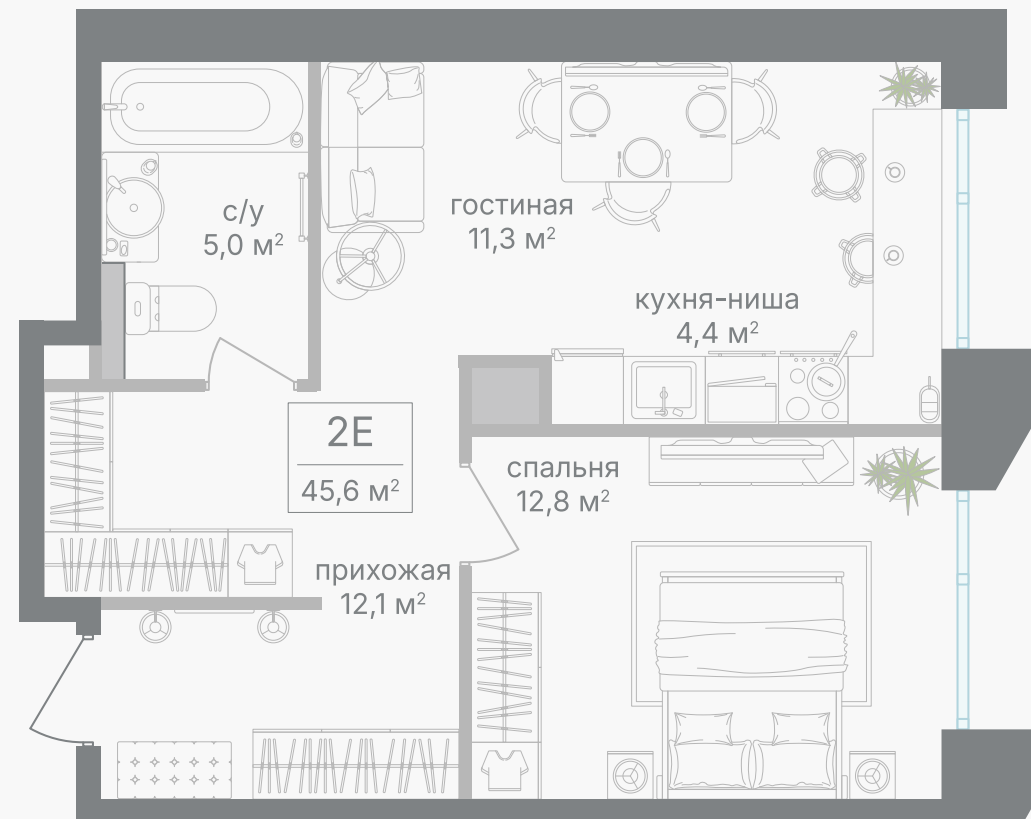 с/у
5,0 м²
гостиная
11,3 м²
кухня-ниша
4,4 м²
2Е
45,6 м²
спальня
12,8 м²
прихожая
12,1 м²